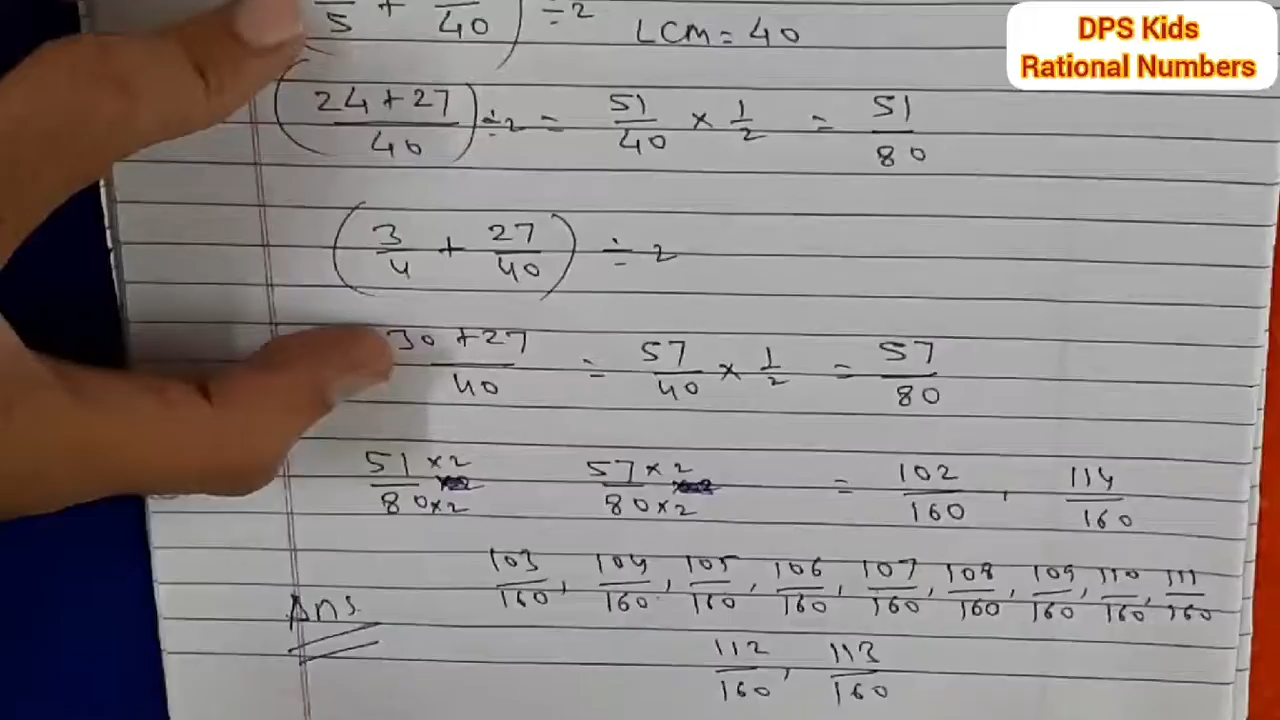 DPS Kids
Rational Numbers
5 + 40 ) ÷ 2 LCM = 40
( 24 + 27 / 40 ) ÷ 2 = 51/40 × 1/2 = 51/80
( 3/4 + 27/40 ) ÷ 2
30 + 27 / 40 = 57/40 × 1/2 = 57/80
51 × 2 / 80 × 2 57 × 2 / 80 × 2 = 102/160 , 114/160
103/160, 104/160, 105/160, 106/160, 107/160, 108/160, 109/160, 110/160, 111/160
Ans.
112/160, 113/160